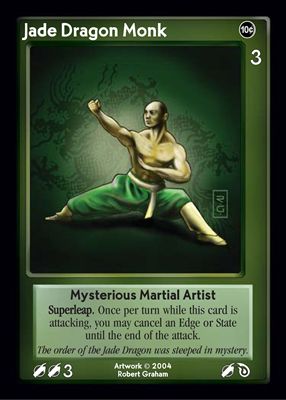 Jade Dragon Monk
10¢
3
Mysterious Martial Artist
Superleap. Once per turn while this card is
attacking, you may cancel an Edge or State
until the end of the attack.
The order of the Jade Dragon was steeped in mystery.
Artwork © 2004
Robert Graham
3